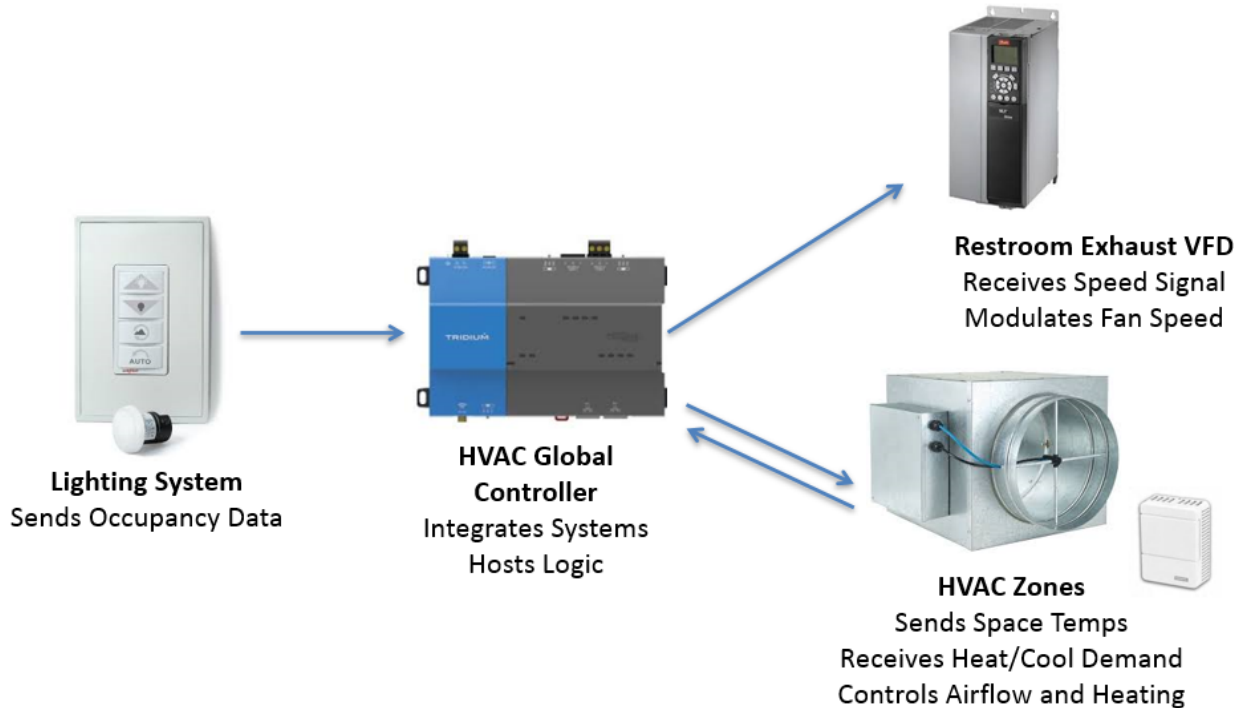 Restroom Exhaust VFD
Receives Speed Signal
Modulates Fan Speed
AUTO
TRIDIUM
Lighting System
Sends Occupancy Data
HVAC Global
Controller
Integrates Systems
Hosts Logic
HVAC Zones
Sends Space Temps
Receives Heat/Cool Demand
Controls Airflow and Heating